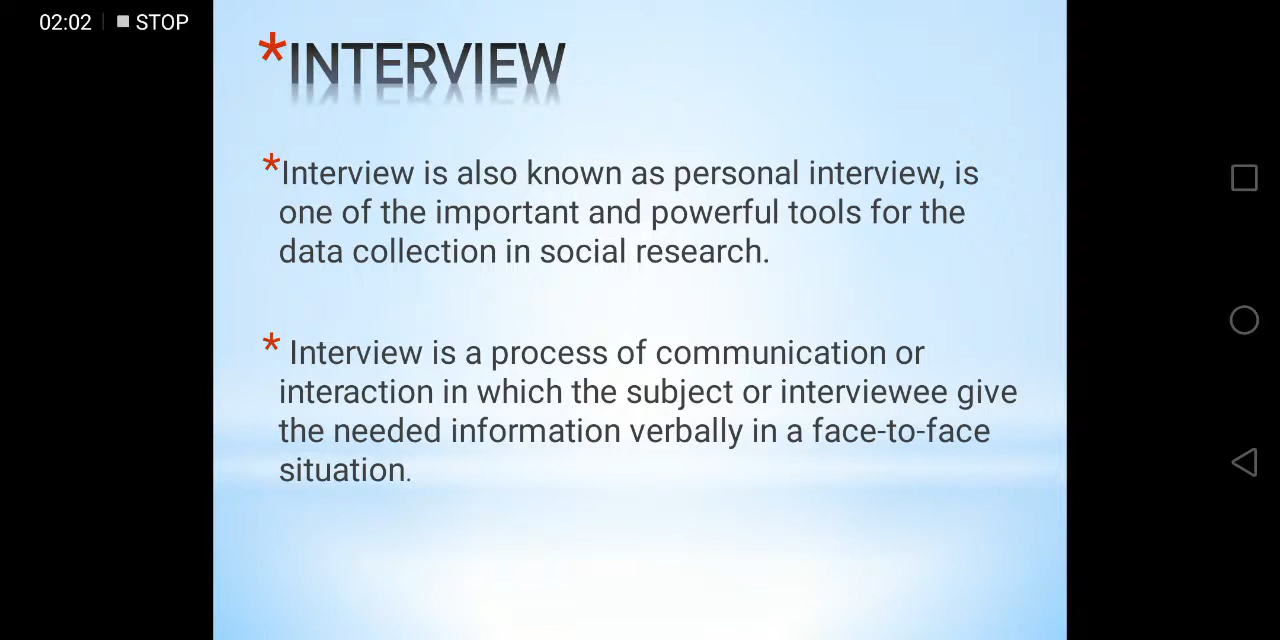 02:02 STOP
*INTERVIEW
*Interview is also known as personal interview, is
one of the important and powerful tools for the
data collection in social research.
* Interview is a process of communication or
interaction in which the subject or interviewee give
the needed information verbally in a face-to-face
situation.